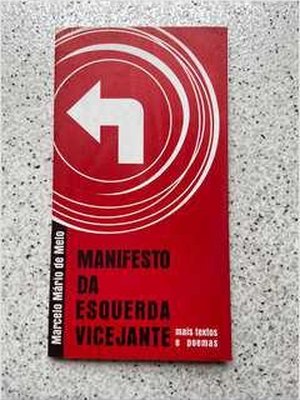 Marcelo Mário de Melo
MANIFESTO
DA
ESQUERDA
VICEJANTE
mais textos
e poemas